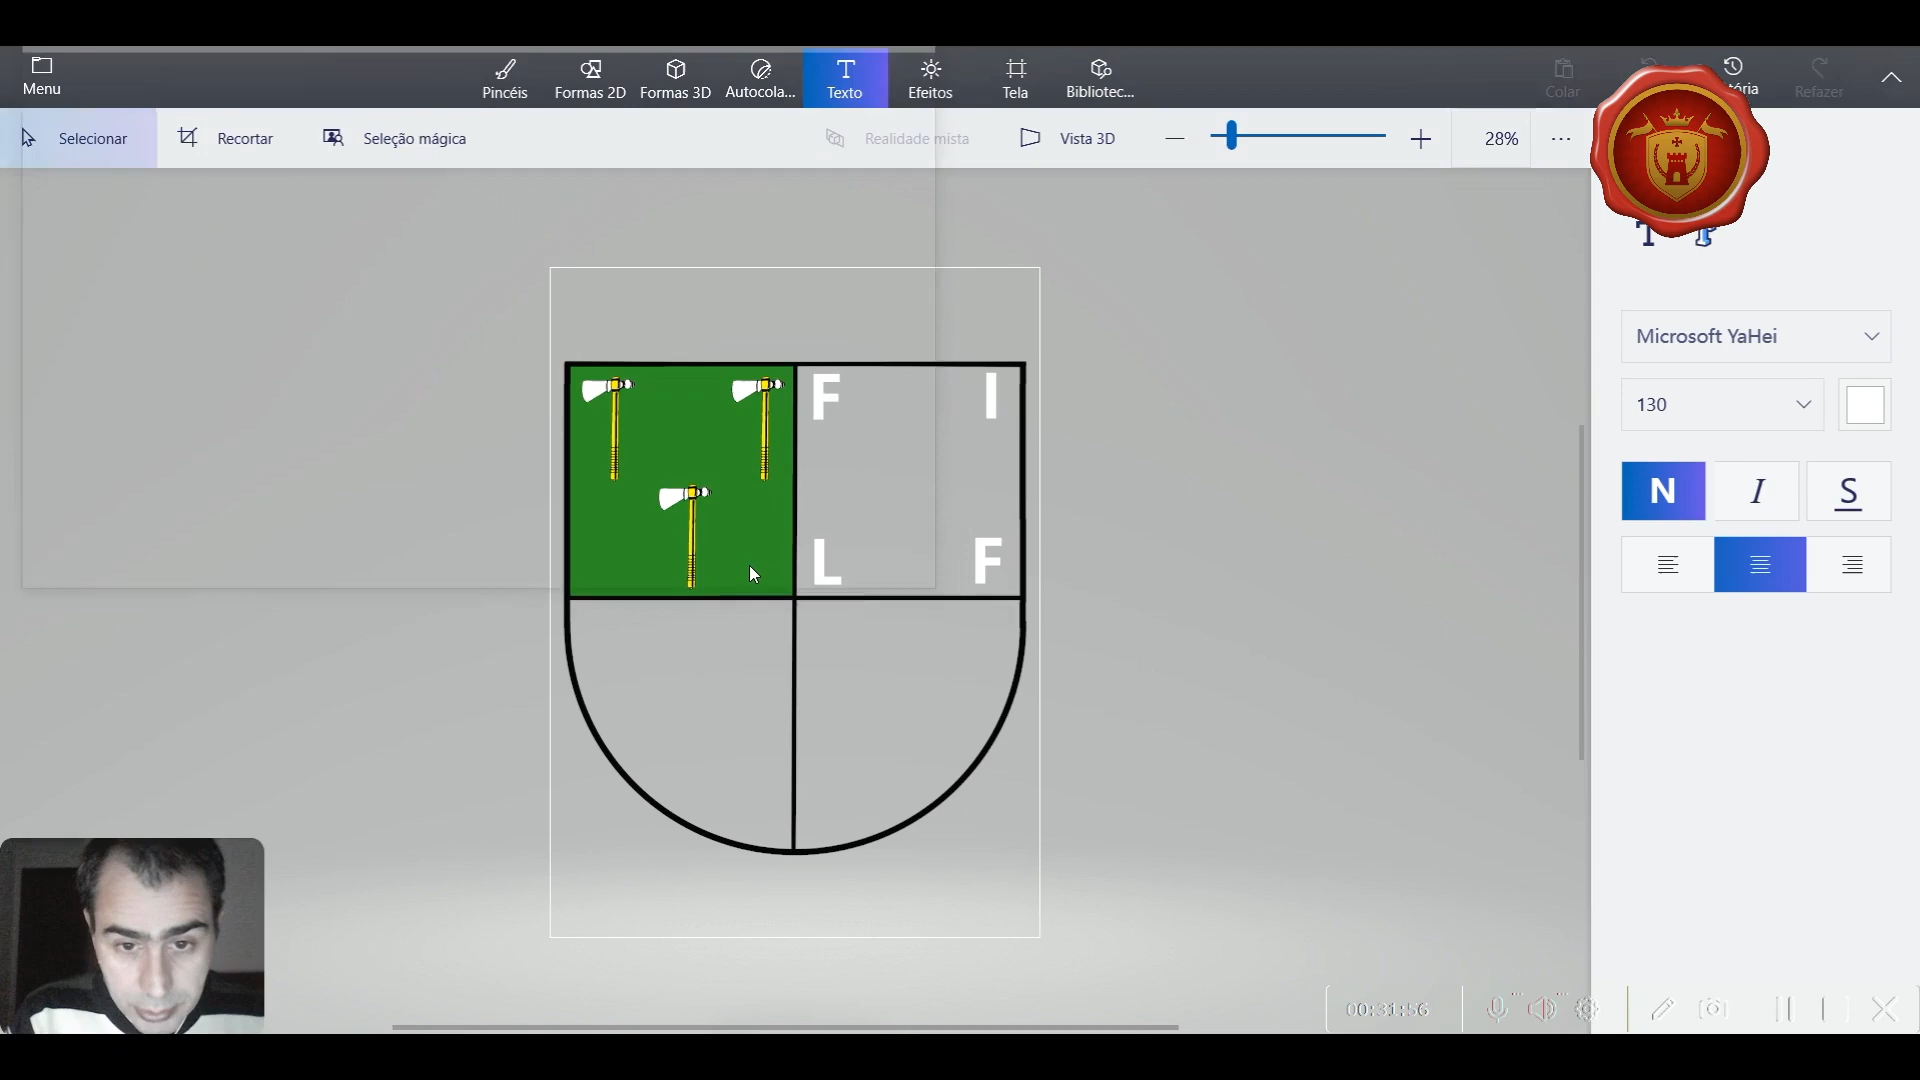 Menu
Pincéis
Formas 2D
Formas 3D
Autocola...
Texto
Efeitos
Tela
Bibliotec...
Colar
Refazer
Selecionar
Recortar
Seleção mágica
Realidade mista
Vista 3D
28%
Microsoft YaHei
130
N I S
F I
L F
00:31:56